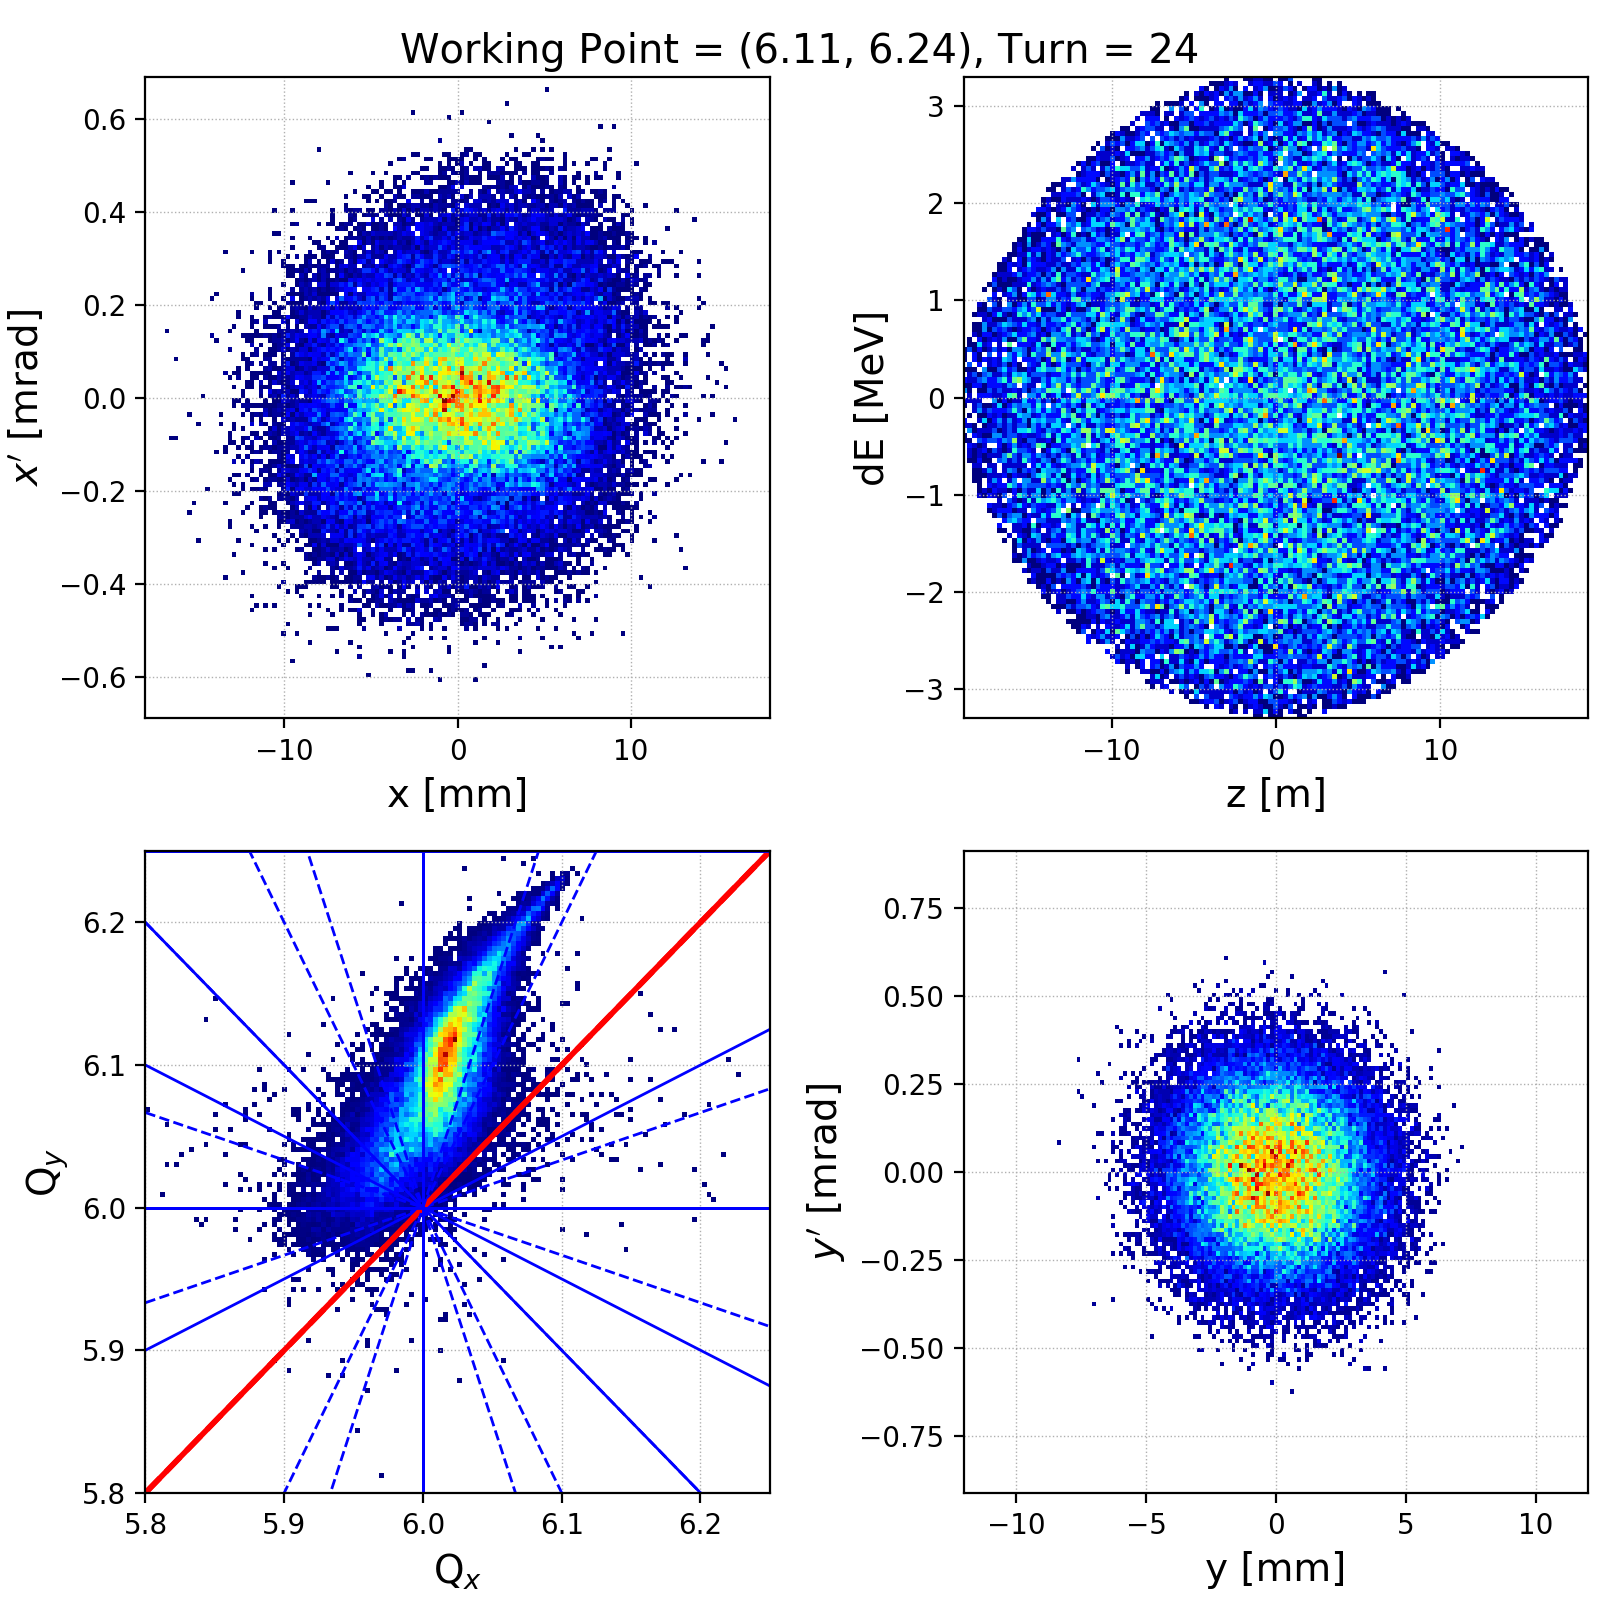 Working Point = (6.11, 6.24), Turn = 24
0.6
0.4
0.2
0.0
−0.2
−0.4
−0.6
x′ [mrad]
−10 0 10
x [mm]
3
2
1
0
−1
−2
−3
dE [MeV]
−10 0 10
z [m]
6.2
6.1
6.0
5.9
5.8
Qy
5.8 5.9 6.0 6.1 6.2
Qx
0.75
0.50
0.25
0.00
−0.25
−0.50
−0.75
y′ [mrad]
−10 −5 0 5 10
y [mm]